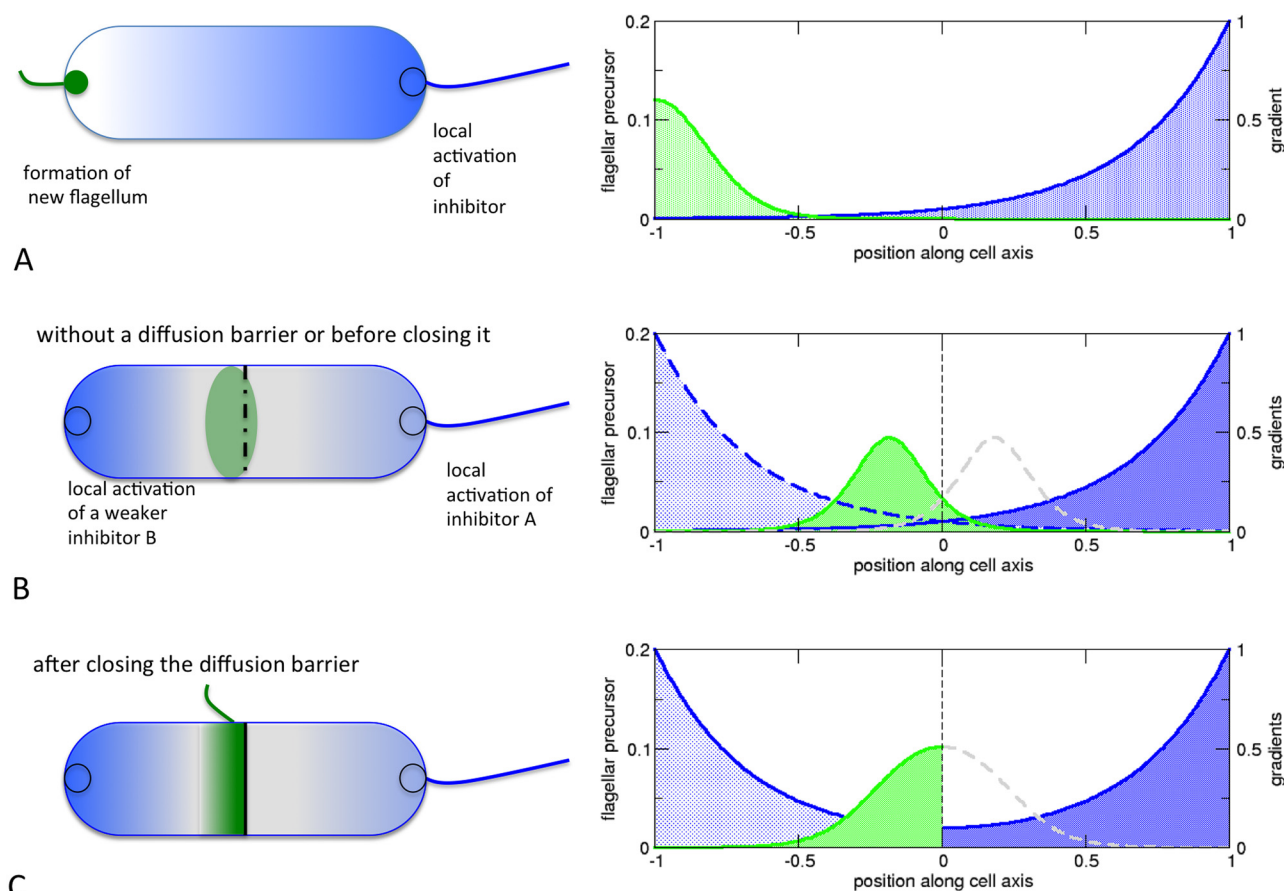 formation of
new flagellum
local
activation
of
inhibitor
A
0.2
0.1
0
flagellar precursor
-1
-0.5
0
0.5
1
position along cell axis
1
0.5
0
gradient
without a diffusion barrier or before closing it
local activation
of a weaker
inhibitor B
local
activation of
inhibitor A
B
0.2
0.1
0
flagellar precursor
-1
-0.5
0
0.5
1
position along cell axis
1
0.5
0
gradients
after closing the diffusion barrier
C
0.2
0.1
0
flagellar precursor
-1
-0.5
0
0.5
1
position along cell axis
1
0.5
0
gradients